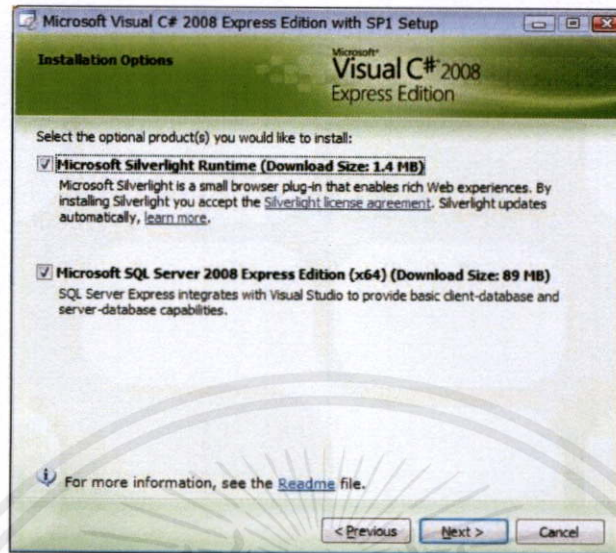 Microsoft Visual C# 2008 Express Edition with SP1 Setup
Installation Options
Microsoft®
Visual C#® 2008
Express Edition
Select the optional product(s) you would like to install:
Microsoft Silverlight Runtime (Download Size: 1.4 MB)
Microsoft Silverlight is a small browser plug-in that enables rich Web experiences. By
installing Silverlight you accept the Silverlight license agreement. Silverlight updates
automatically, learn more.
Microsoft SQL Server 2008 Express Edition (x64) (Download Size: 89 MB)
SQL Server Express integrates with Visual Studio to provide basic client-database and
server-database capabilities.
For more information, see the Readme file.
< Previous
Next >
Cancel